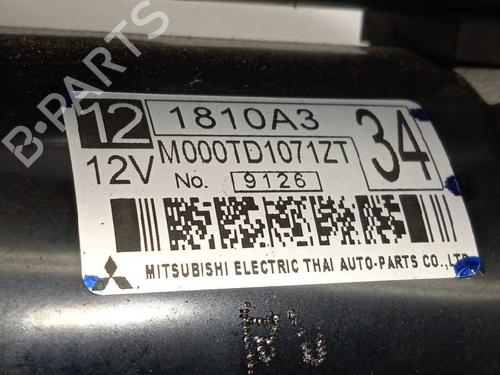 B-PARTS
12
1810A3
12V
M000TD1071ZT
34
No. 9126
MITSUBISHI ELECTRIC THAI AUTO-PARTS CO.,LTD